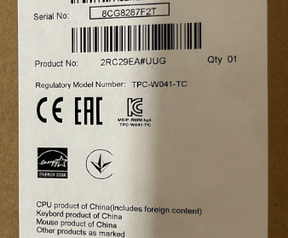 Serial No: 8CG8287F2T
Product No: 2RC29EA#UUG Qty 01
Regulatory Model Number: TPC-W041-TC
CE EAC
TPC-W041-TC
energy
ENERGY STAR
CPU product of China(includes foreign content)
Keybord product of China
Mouse product of China
Other products as marked